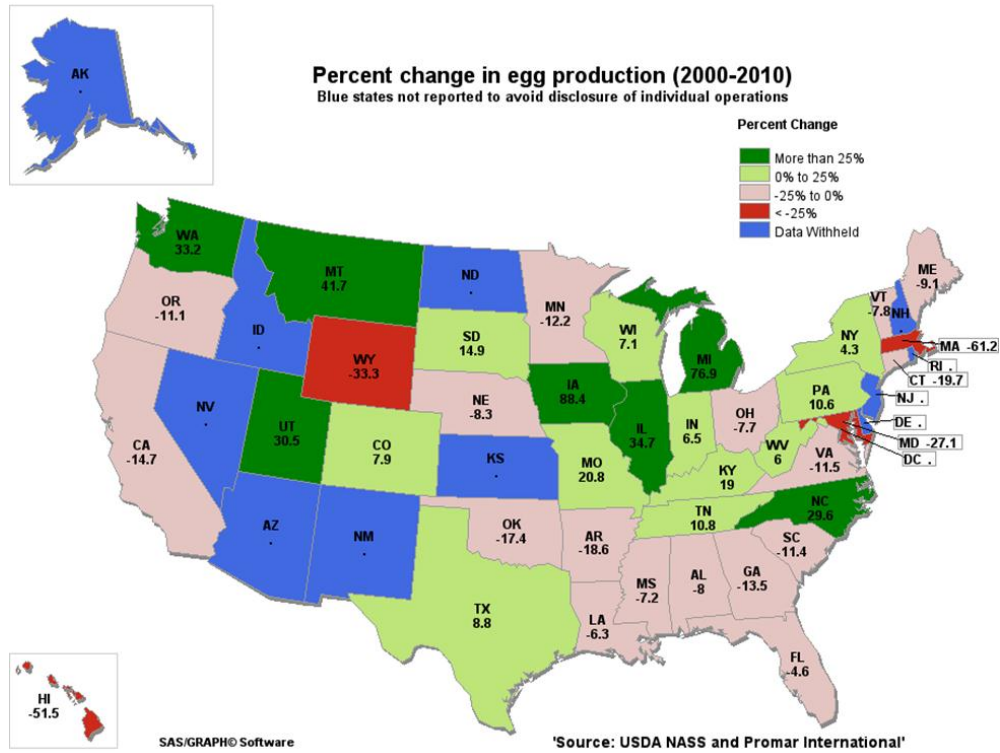 AK
.
Percent change in egg production (2000-2010)
Blue states not reported to avoid disclosure of individual operations
Percent Change
More than 25%
0% to 25%
-25% to 0%
< -25%
Data Withheld
WA
33.2
MT
41.7
ND
.
MN
-12.2
ME
-9.1
VT
-7.8
NH
.
OR
-11.1
ID
.
WY
-33.3
SD
14.9
WI
7.1
MI
76.9
NY
4.3
MA -61.2
RI .
CT -19.7
NJ .
DE .
MD -27.1
DC .
NV
.
UT
30.5
CO
7.9
NE
-8.3
IA
88.4
IL
34.7
IN
6.5
OH
-7.7
PA
10.6
WV
6
VA
-11.5
CA
-14.7
KS
.
MO
20.8
KY
19
TN
10.8
NC
29.6
AZ
.
NM
.
OK
-17.4
AR
-18.6
SC
-11.4
MS
-7.2
AL
-8
GA
-13.5
TX
8.8
LA
-6.3
FL
-4.6
HI
-51.5
SAS/GRAPH© Software
'Source: USDA NASS and Promar International'